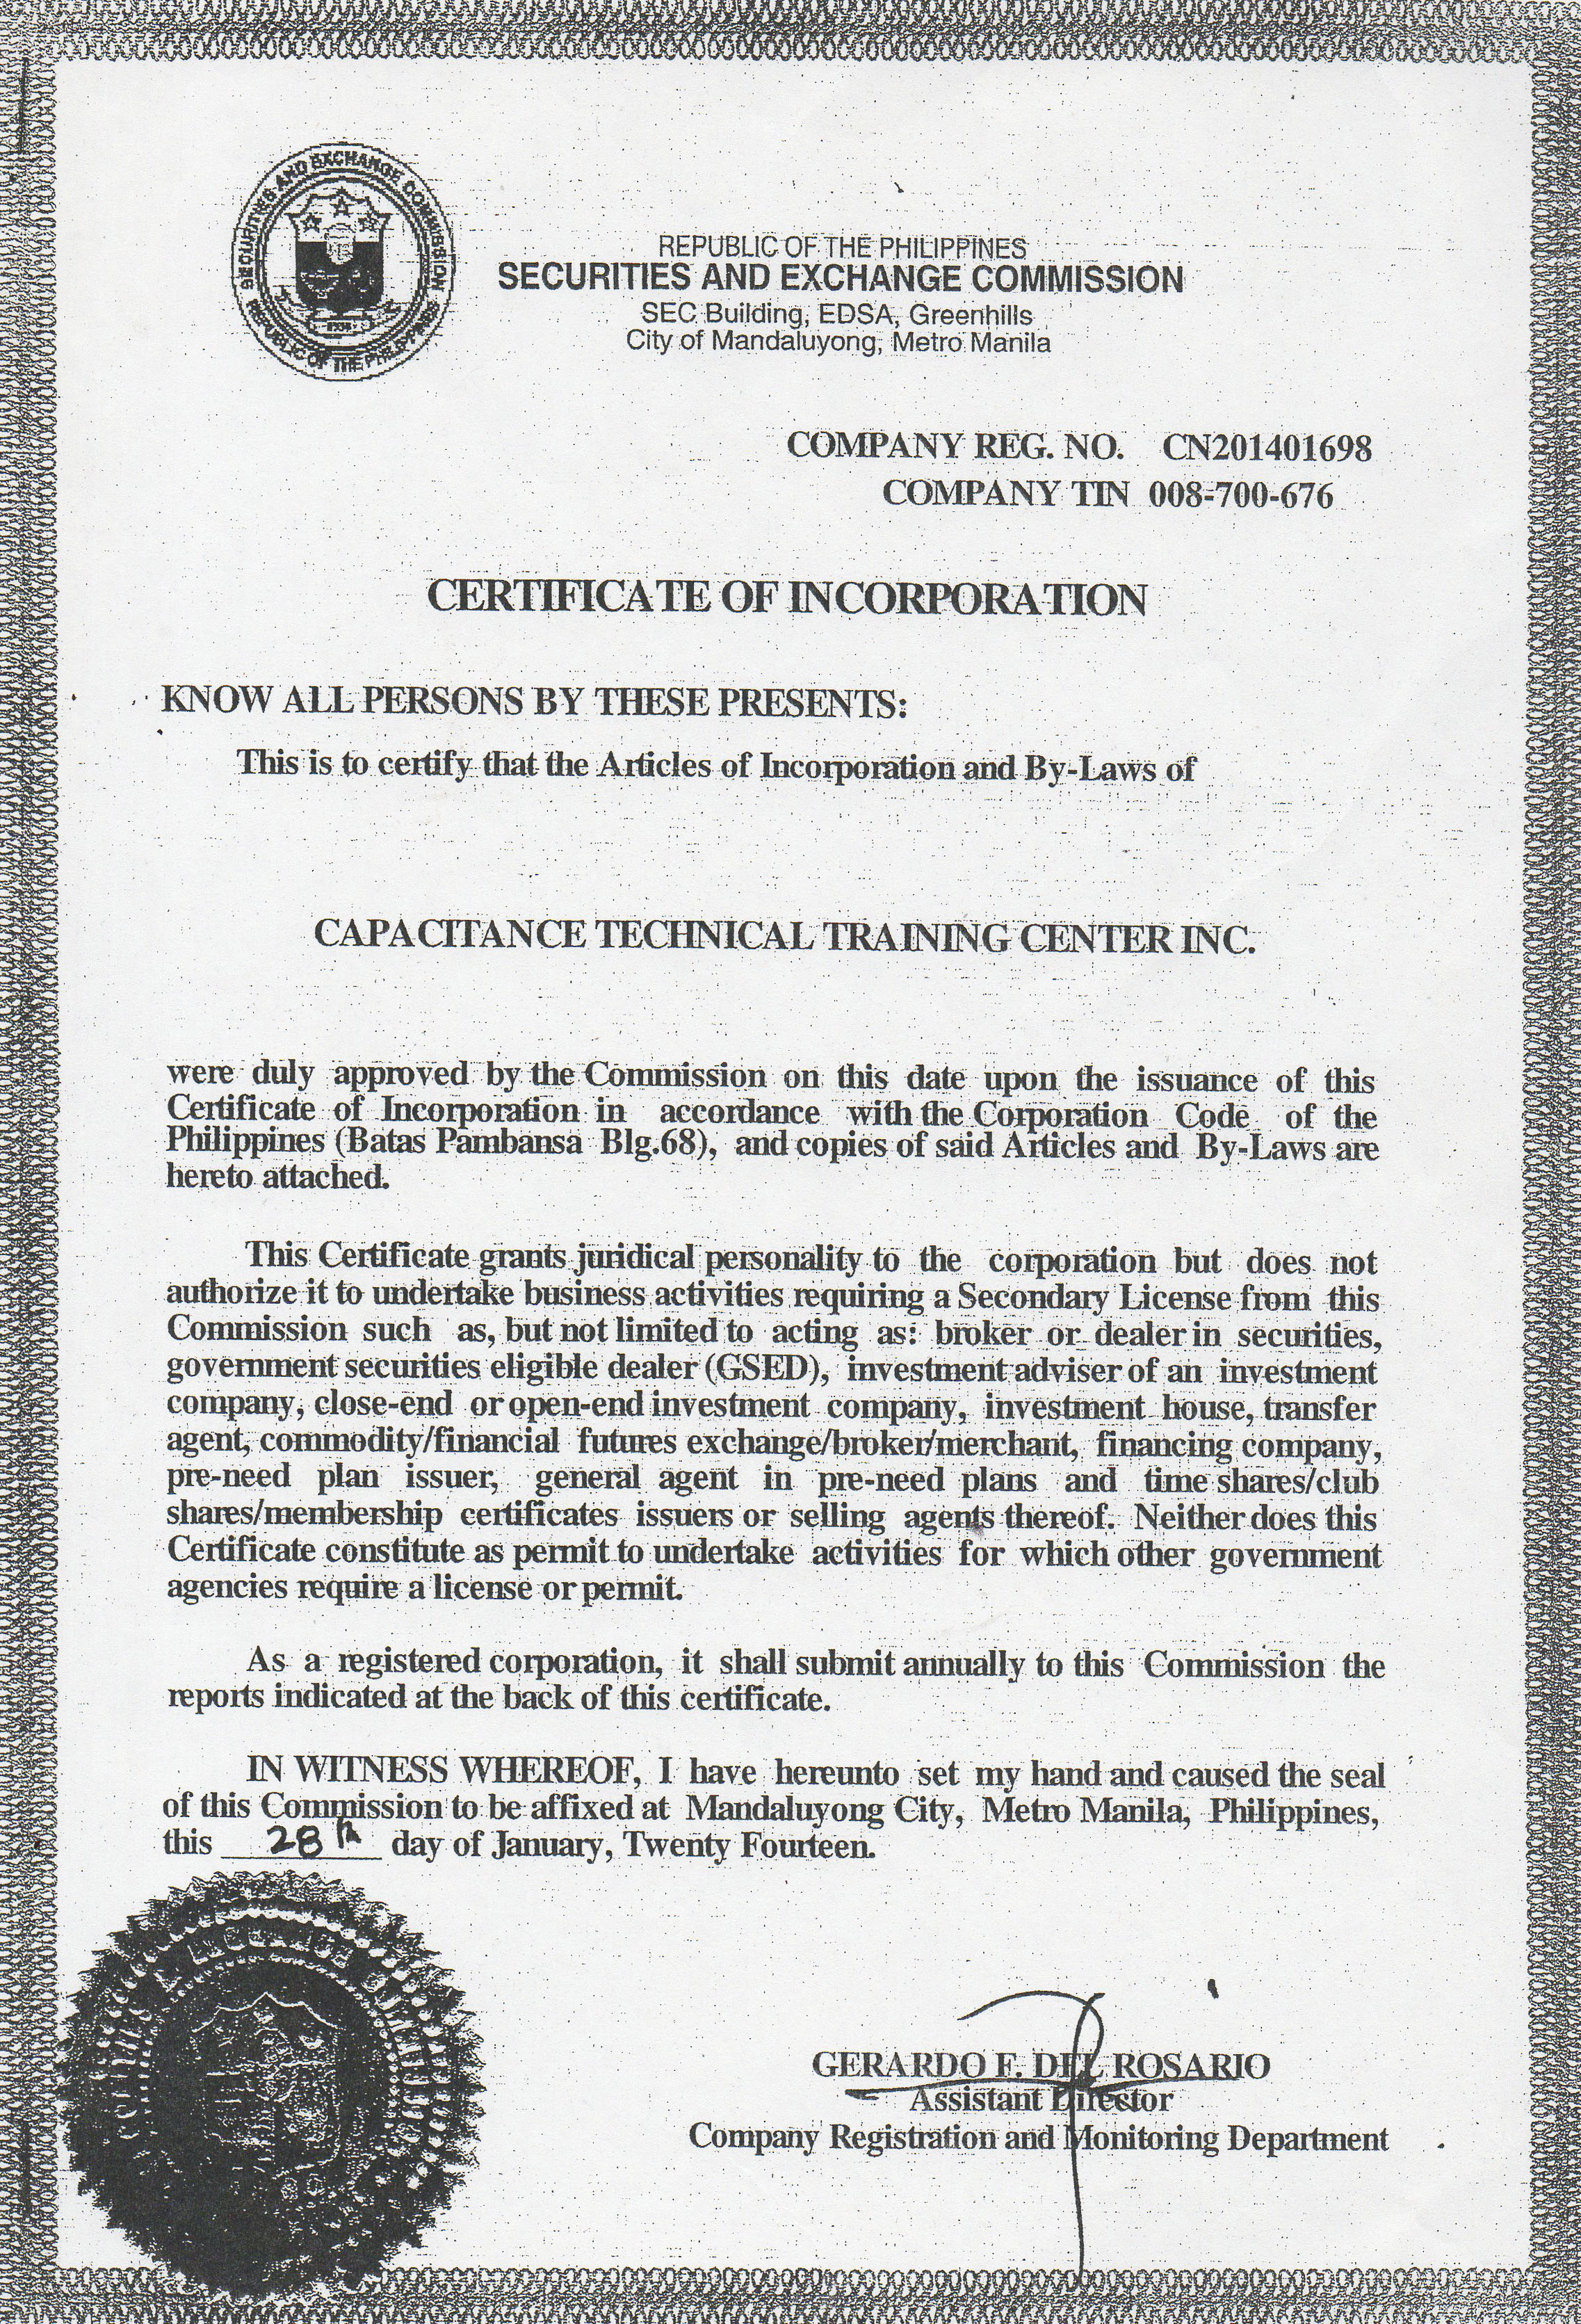 SECURITIES AND EXCHANGE COMMISSION
REPUBLIC OF THE PHILIPPINES
REPUBLIC OF THE PHILIPPINES
SECURITIES AND EXCHANGE COMMISSION
SEC Building, EDSA, Greenhills
City of Mandaluyong, Metro Manila
COMPANY REG. NO. CN201401698
COMPANY TIN 008-700-676
CERTIFICATE OF INCORPORATION
KNOW ALL PERSONS BY THESE PRESENTS:
This is to certify that the Articles of Incorporation and By-Laws of
CAPACITANCE TECHNICAL TRAINING CENTER INC.
were duly approved by the Commission on this date upon the issuance of this
Certificate of Incorporation in accordance with the Corporation Code of the
Philippines (Batas Pambansa Blg.68), and copies of said Articles and By-Laws are
hereto attached.
This Certificate grants juridical personality to the corporation but does not
authorize it to undertake business activities requiring a Secondary License from this
Commission such as, but not limited to acting as: broker or dealer in securities,
government securities eligible dealer (GSED), investment adviser of an investment
company, close-end or open-end investment company, investment house, transfer
agent, commodity/financial futures exchange/broker/merchant, financing company,
pre-need plan issuer, general agent in pre-need plans and time shares/club
shares/membership certificates issuers or selling agents thereof. Neither does this
Certificate constitute as permit to undertake activities for which other government
agencies require a license or permit.
As a registered corporation, it shall submit annually to this Commission the
reports indicated at the back of this certificate.
IN WITNESS WHEREOF, I have hereunto set my hand and caused the seal
of this Commission to be affixed at Mandaluyong City, Metro Manila, Philippines,
this 28th day of January, Twenty Fourteen.
GERARDO F. DEL ROSARIO
Assistant Director
Company Registration and Monitoring Department